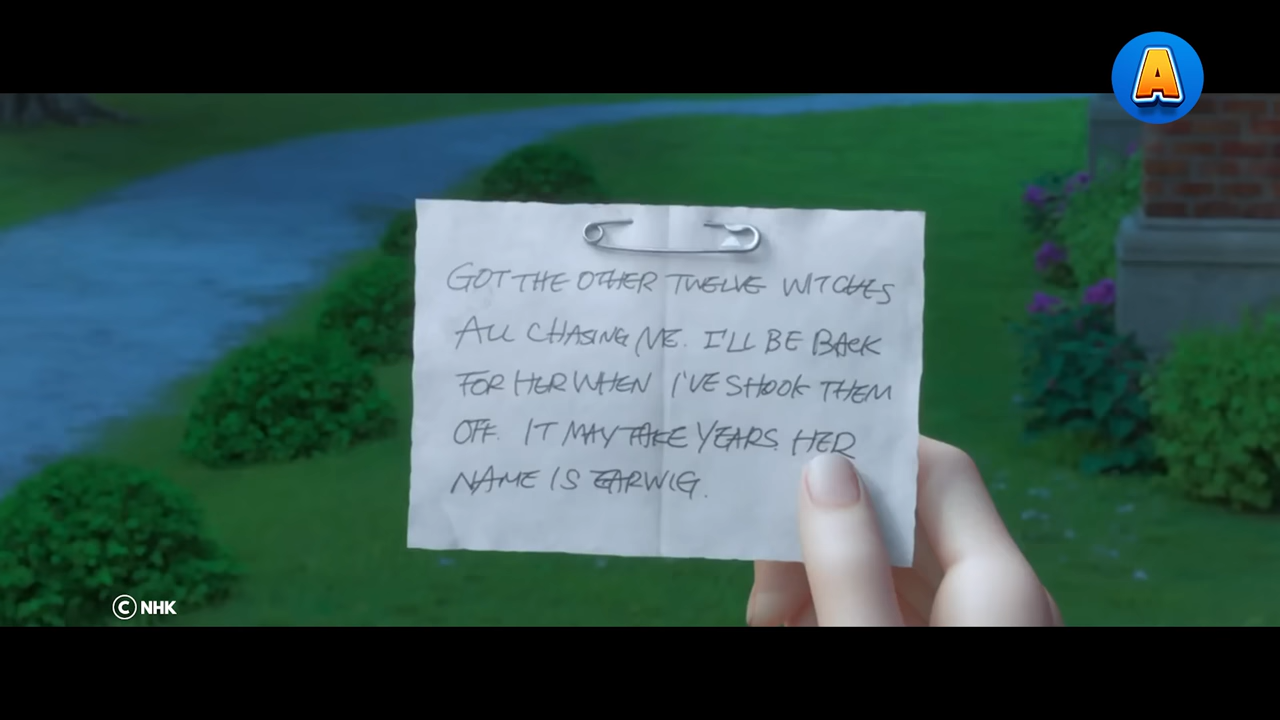 A
GOT THE OTHER TWELVE WITCHES
ALL CHASING ME. I'LL BE BACK
FOR HER WHEN I'VE SHOOK THEM
OFF. IT MAY TAKE YEARS. HER
NAME IS EARWIG.
© NHK